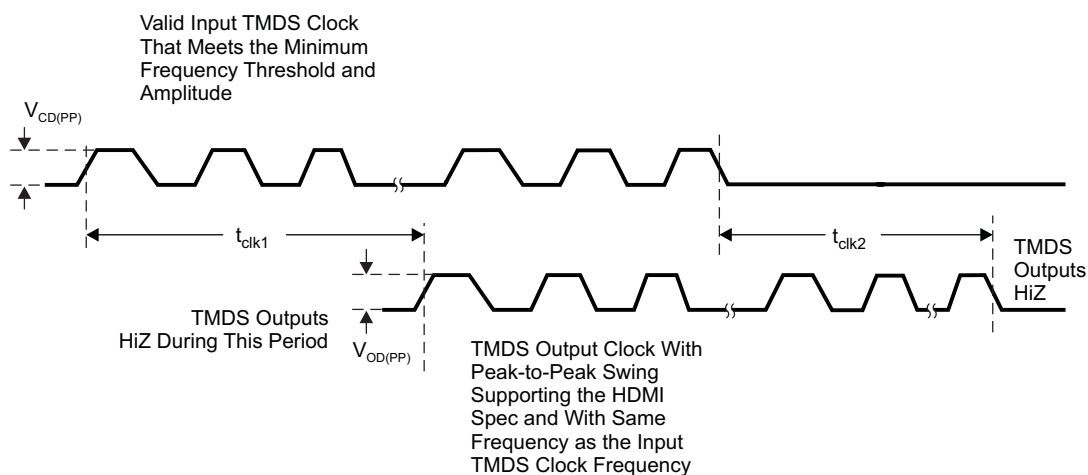 Valid Input TMDS Clock
That Meets the Minimum
Frequency Threshold and
Amplitude
VCD(PP)
tclk1
tclk2
TMDS
Outputs
HiZ
TMDS Outputs
HiZ During This Period
VOD(PP)
TMDS Output Clock With
Peak-to-Peak Swing
Supporting the HDMI
Spec and With Same
Frequency as the Input
TMDS Clock Frequency